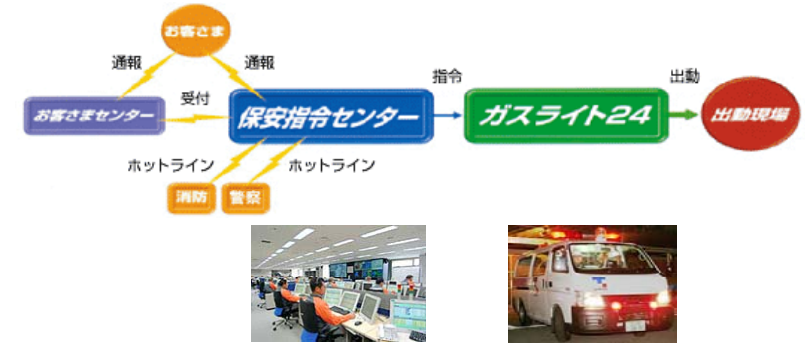 お客さま
通報
通報
指令
出動
お客さまセンター
受付
保安指令センター
ガスライト24
出動現場
ホットライン
ホットライン
消防
警察